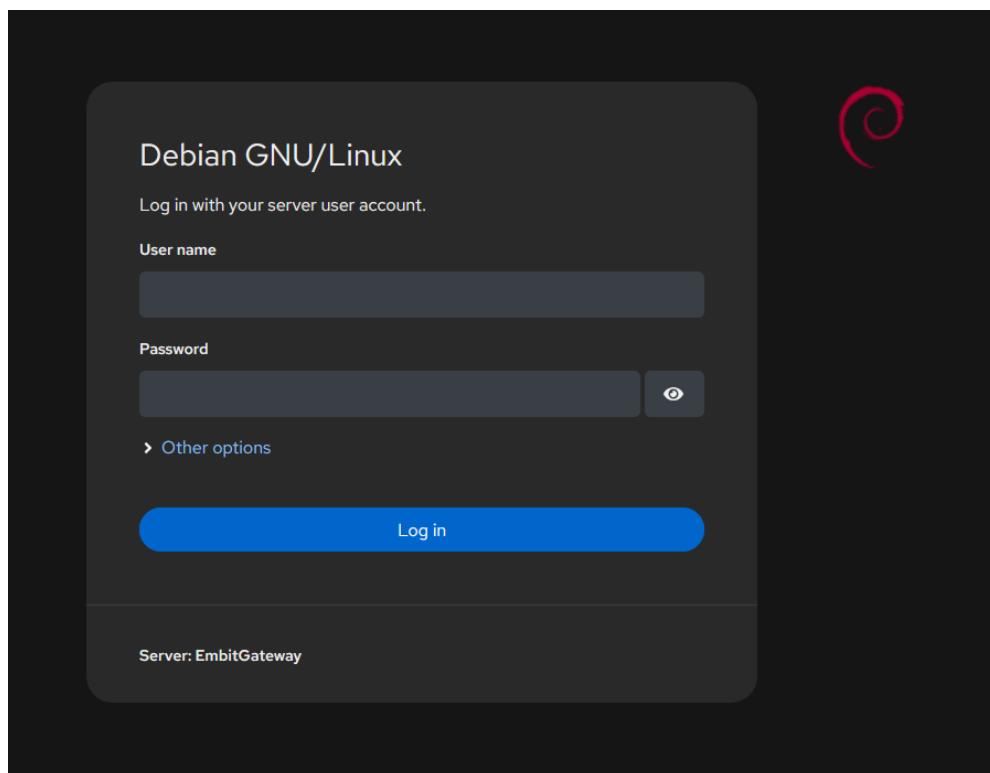 Debian GNU/Linux
Log in with your server user account.
User name
Password
Other options
Log in
Server: EmbitGateway